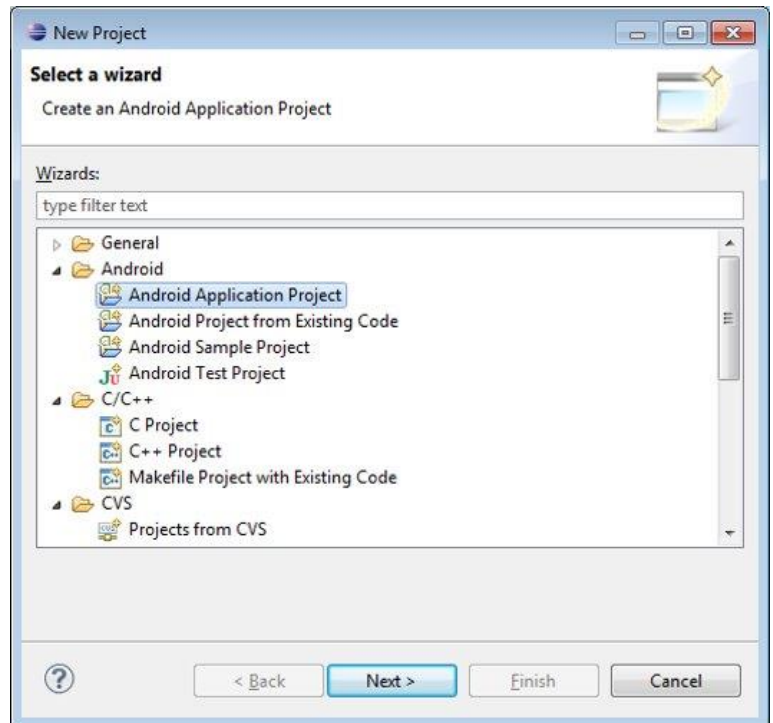 New Project
Select a wizard
Create an Android Application Project
Wizards:
type filter text
General
Android
Android Application Project
Android Project from Existing Code
Android Sample Project
Android Test Project
C/C++
C Project
C++ Project
Makefile Project with Existing Code
CVS
Projects from CVS
< Back Next > Finish Cancel